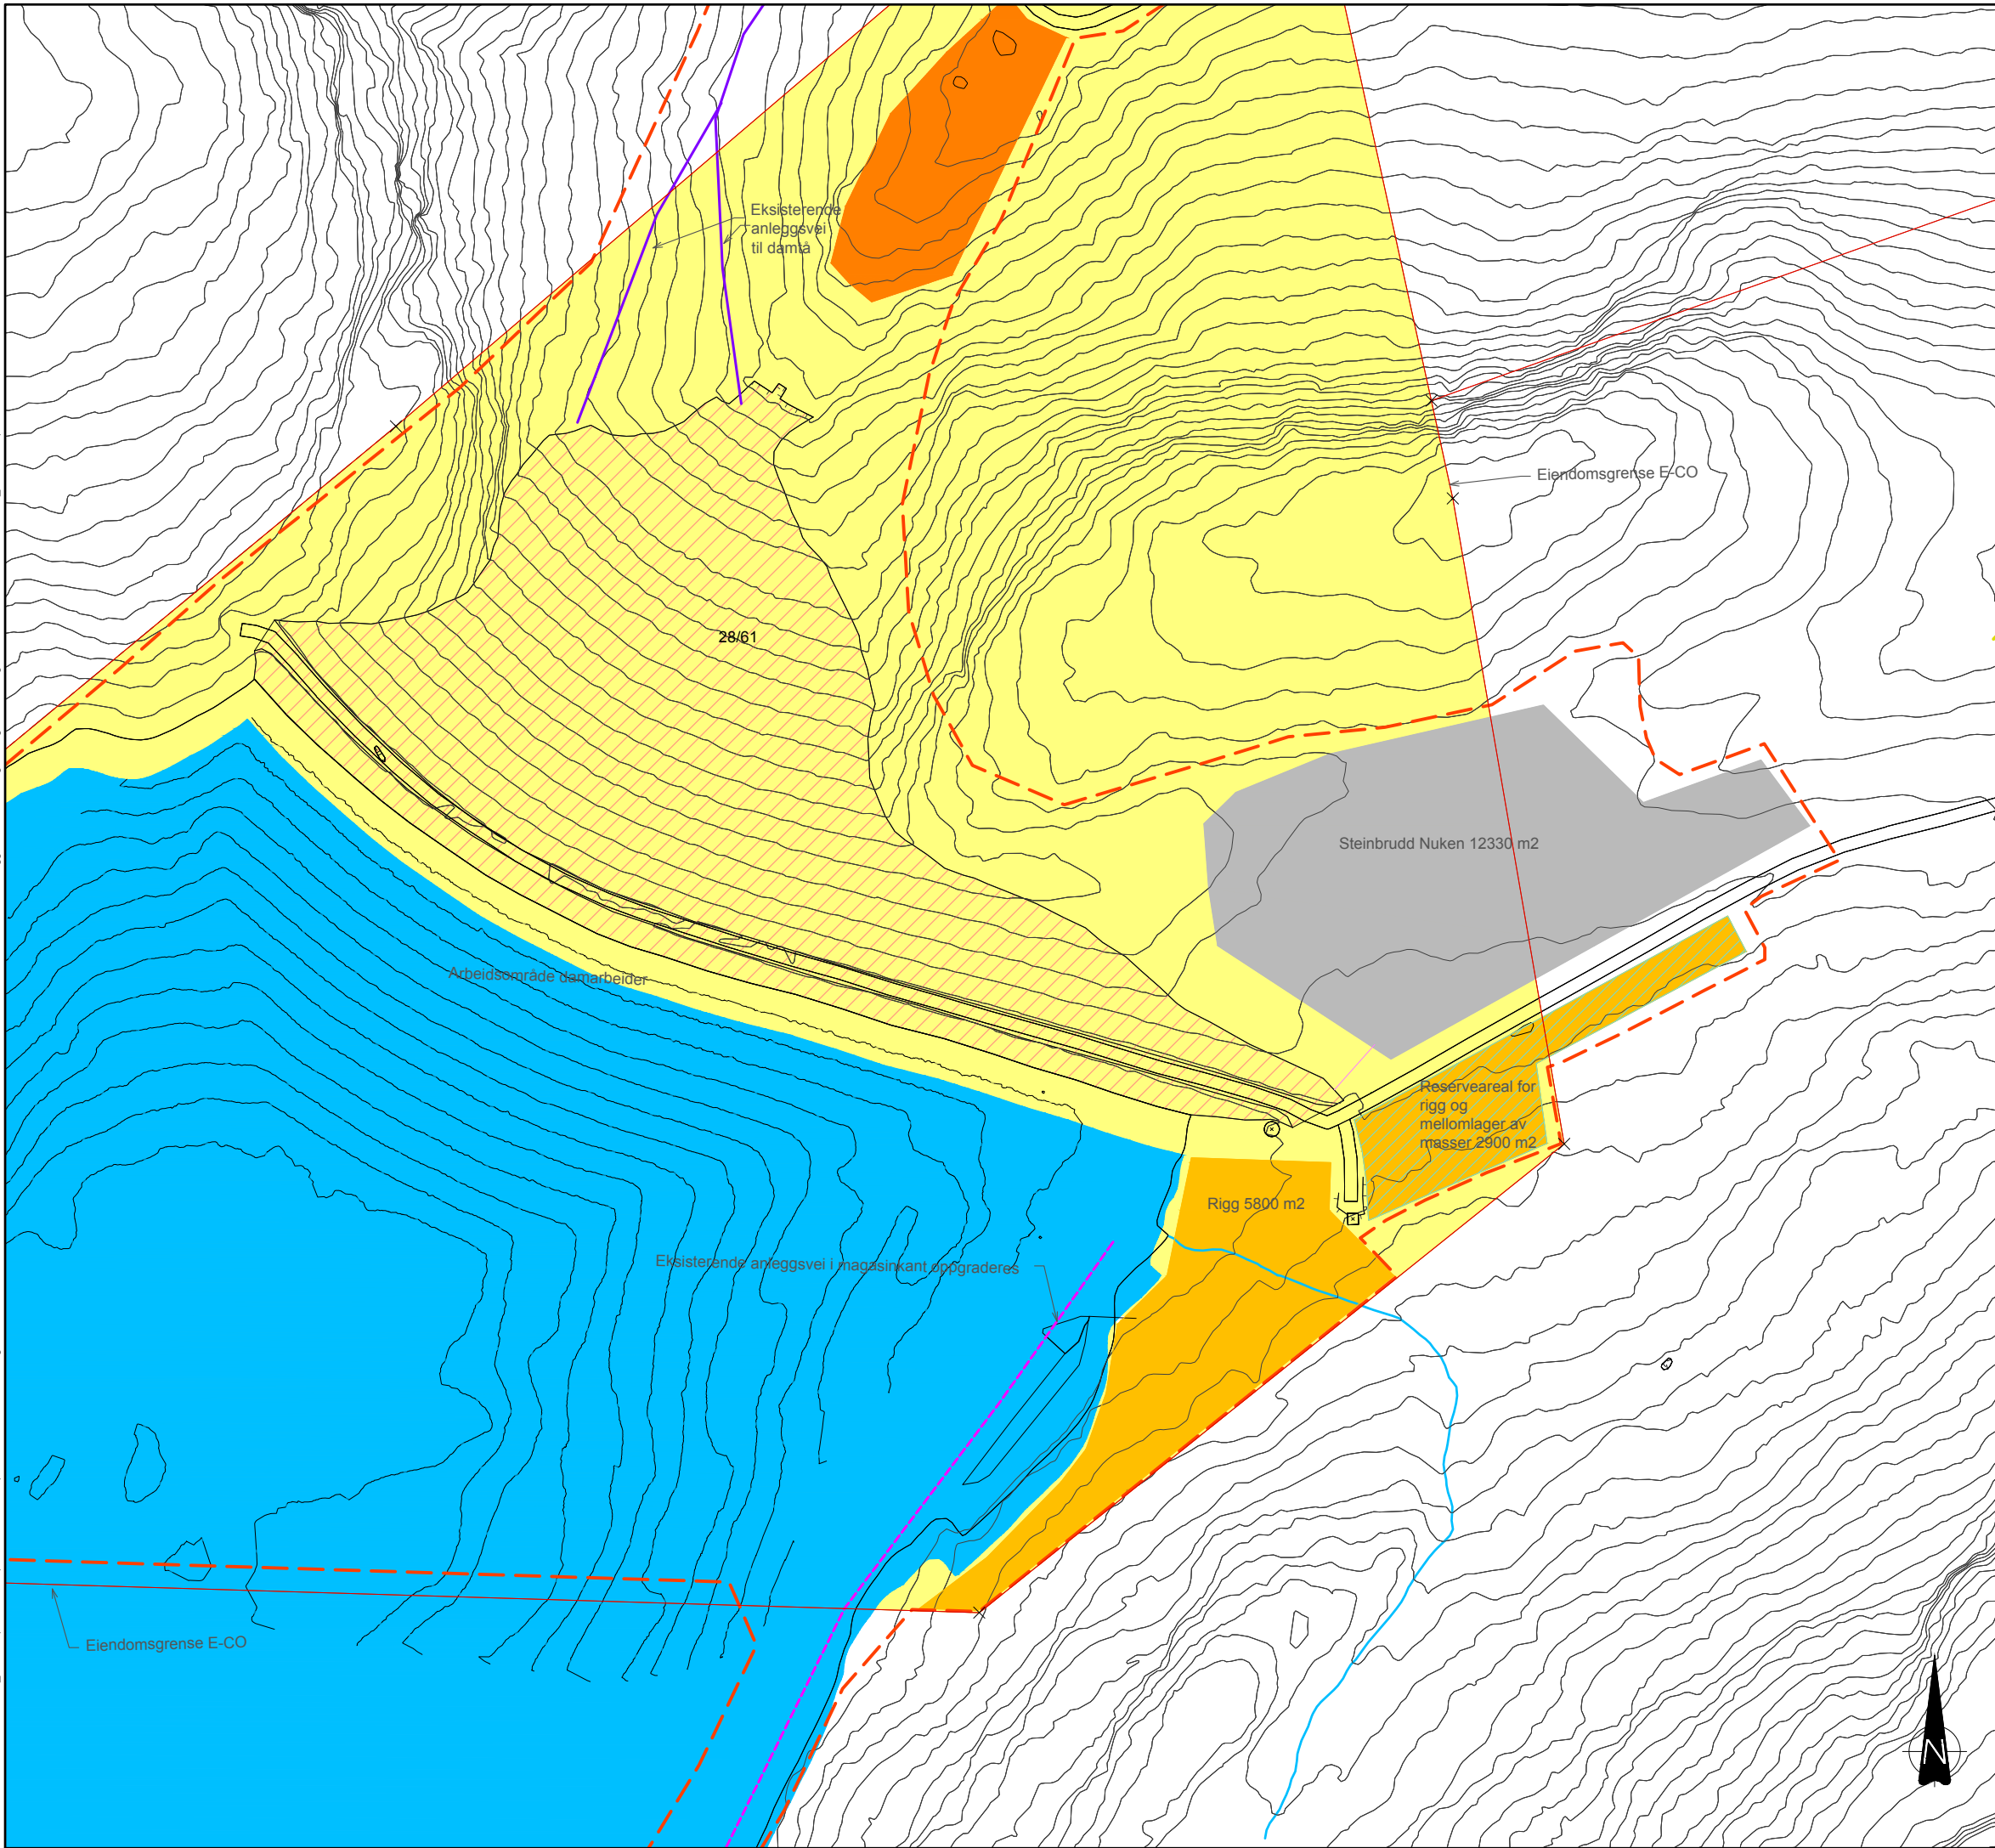 Eksisterende
anleggsvei
til damtå
Eiendomsgrense E-CO
28/61
Steinbrudd Nuken 12330 m2
Arbeidsområde damarbeider
Reserveareal for
rigg og
mellomlager av
masser 2900 m2
Rigg 5800 m2
Eksisterende anleggsvei i magasinkant oppgraderes
Eiendomsgrense E-CO
N